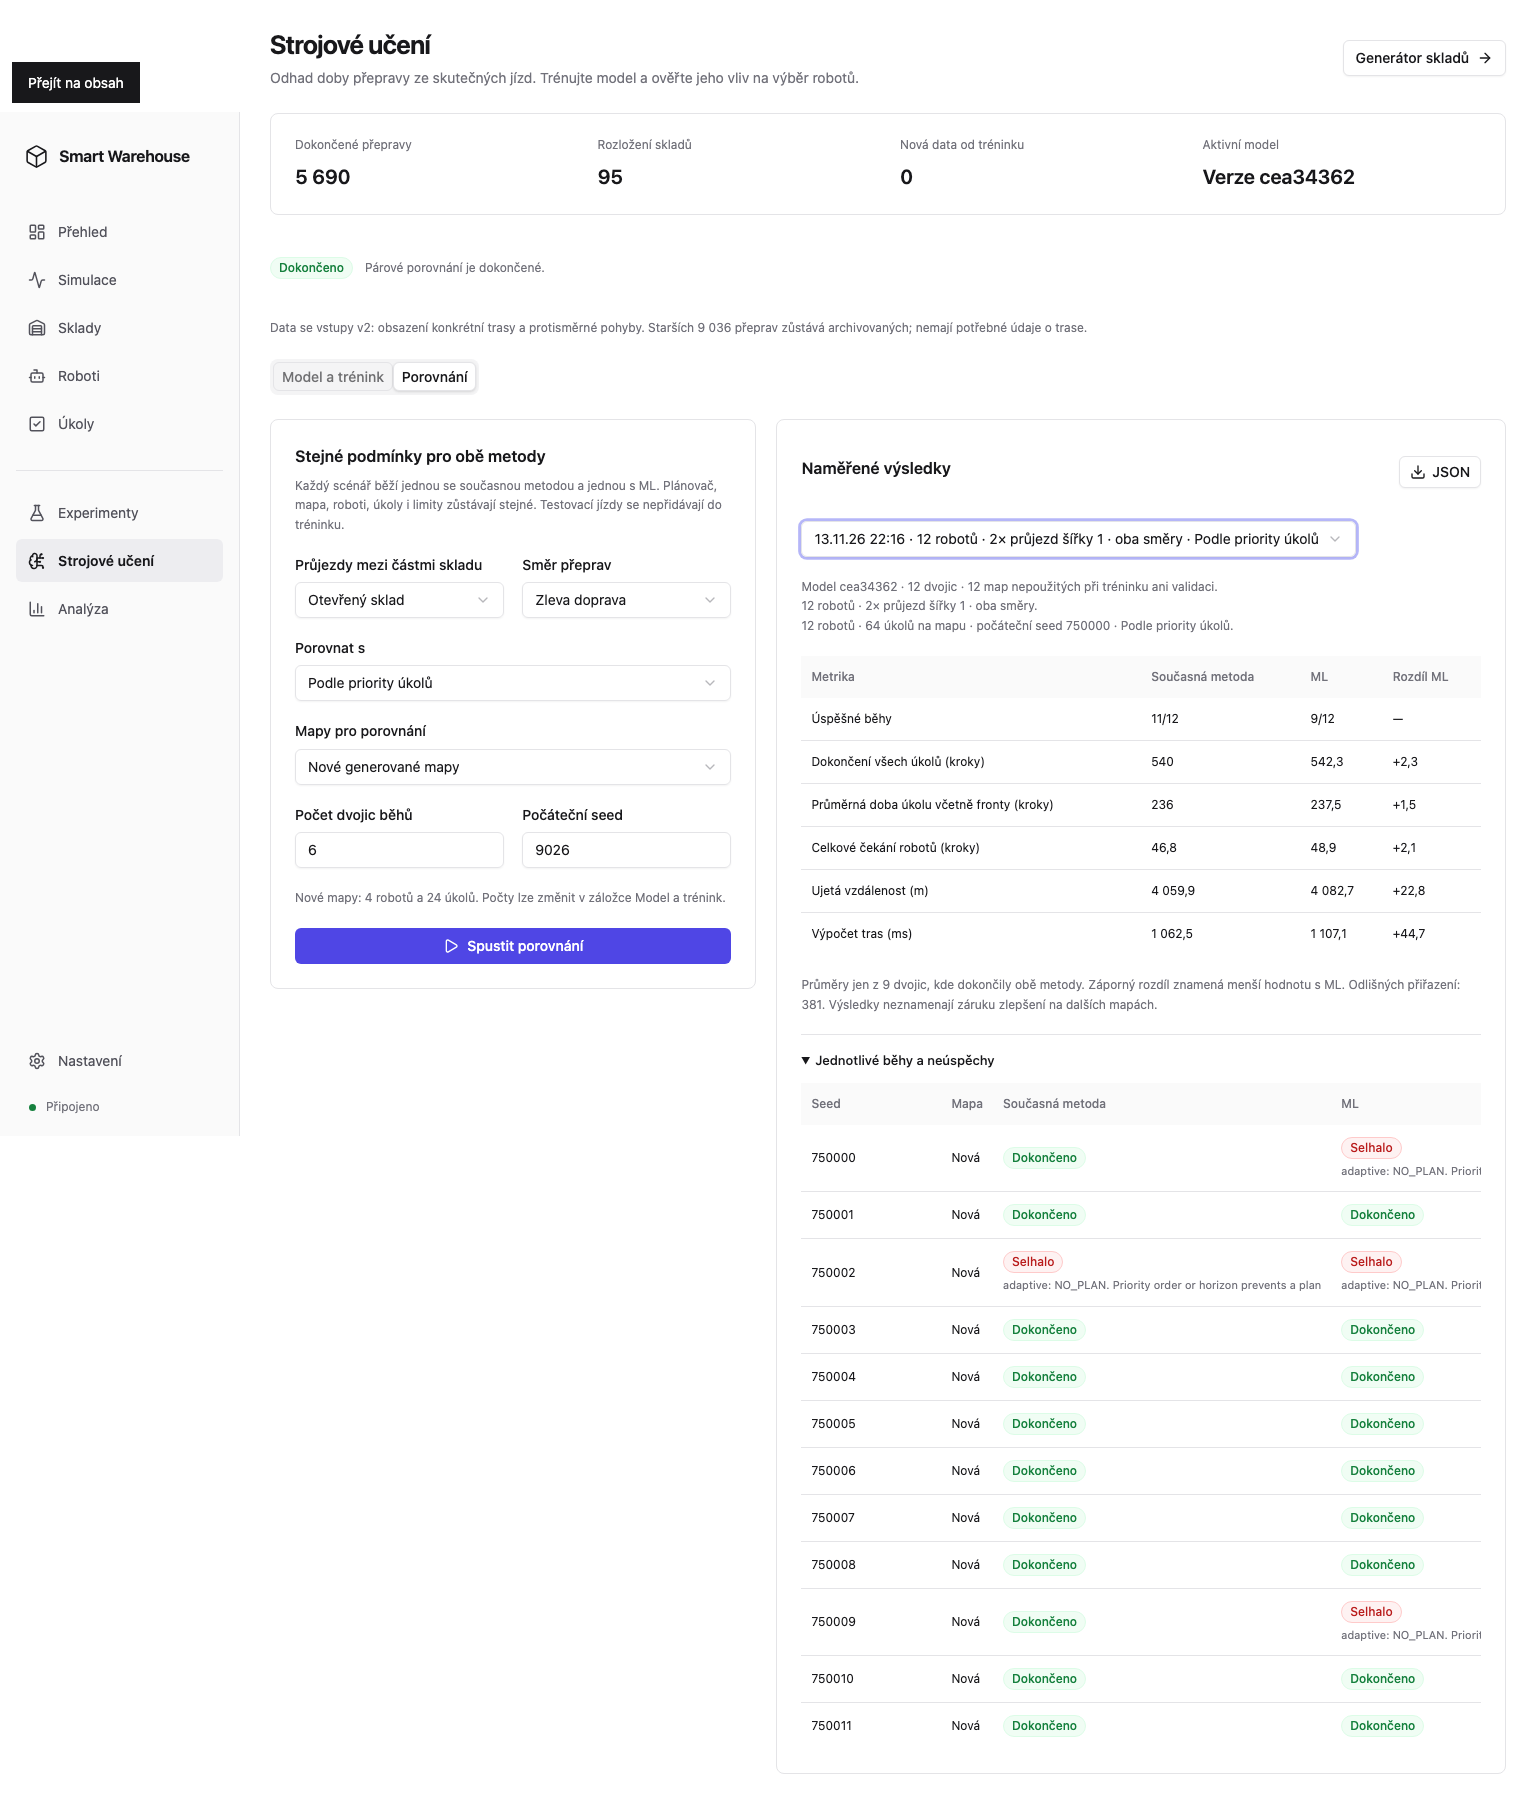 Přejít na obsah
Smart Warehouse
Přehled
Simulace
Sklady
Roboti
Úkoly
Experimenty
Strojové učení
Analýza
Nastavení
Připojeno
Strojové učení
Odhad doby přepravy ze skutečných jízd. Trénujte model a ověřte jeho vliv na výběr robotů.
Generátor skladů
Dokončené přepravy
5 690
Rozložení skladů
95
Nová data od tréninku
0
Aktivní model
Verze cea34362
Dokončeno Párové porovnání je dokončené.
Data se vstupy v2: obsazení konkrétní trasy a protisměrné pohyby. Starších 9 036 přeprav zůstává archivovaných; nemají potřebné údaje o trase.
Model a trénink Porovnání
Stejné podmínky pro obě metody
Každý scénář běží jednou se současnou metodou a jednou s ML. Plánovač,
mapa, roboti, úkoly i limity zůstávají stejné. Testovací jízdy se nepřidávají do
tréninku.
Průjezdy mezi částmi skladu Směr přeprav
Otevřený sklad Zleva doprava
Porovnat s
Podle priority úkolů
Mapy pro porovnání
Nové generované mapy
Počet dvojic běhů Počáteční seed
6 9026
Nové mapy: 4 robotů a 24 úkolů. Počty lze změnit v záložce Model a trénink.
Spustit porovnání
Naměřené výsledky
JSON
13.11.26 22:16 · 12 robotů · 2× průjezd šířky 1 · oba směry · Podle priority úkolů
Model cea34362 · 12 dvojic · 12 map nepoužitých při tréninku ani validaci.
12 robotů · 2× průjezd šířky 1 · oba směry.
12 robotů · 64 úkolů na mapu · počáteční seed 750000 · Podle priority úkolů.
Metrika Současná metoda ML Rozdíl ML
Úspěšné běhy 11/12 9/12 —
Dokončení všech úkolů (kroky) 540 542,3 +2,3
Průměrná doba úkolu včetně fronty (kroky) 236 237,5 +1,5
Celkové čekání robotů (kroky) 46,8 48,9 +2,1
Ujetá vzdálenost (m) 4 059,9 4 082,7 +22,8
Výpočet tras (ms) 1 062,5 1 107,1 +44,7
Průměry jen z 9 dvojic, kde dokončily obě metody. Záporný rozdíl znamená menší hodnotu s ML. Odlišných přiřazení:
381. Výsledky neznamenají záruku zlepšení na dalších mapách.
Jednotlivé běhy a neúspěchy
Seed Mapa Současná metoda ML
750000 Nová Dokončeno Selhalo
adaptive: NO_PLAN. Priorit
750001 Nová Dokončeno Dokončeno
750002 Nová Selhalo Selhalo
adaptive: NO_PLAN. Priority order or horizon prevents a plan adaptive: NO_PLAN. Priorit
750003 Nová Dokončeno Dokončeno
750004 Nová Dokončeno Dokončeno
750005 Nová Dokončeno Dokončeno
750006 Nová Dokončeno Dokončeno
750007 Nová Dokončeno Dokončeno
750008 Nová Dokončeno Dokončeno
750009 Nová Dokončeno Selhalo
adaptive: NO_PLAN. Priorit
750010 Nová Dokončeno Dokončeno
750011 Nová Dokončeno Dokončeno